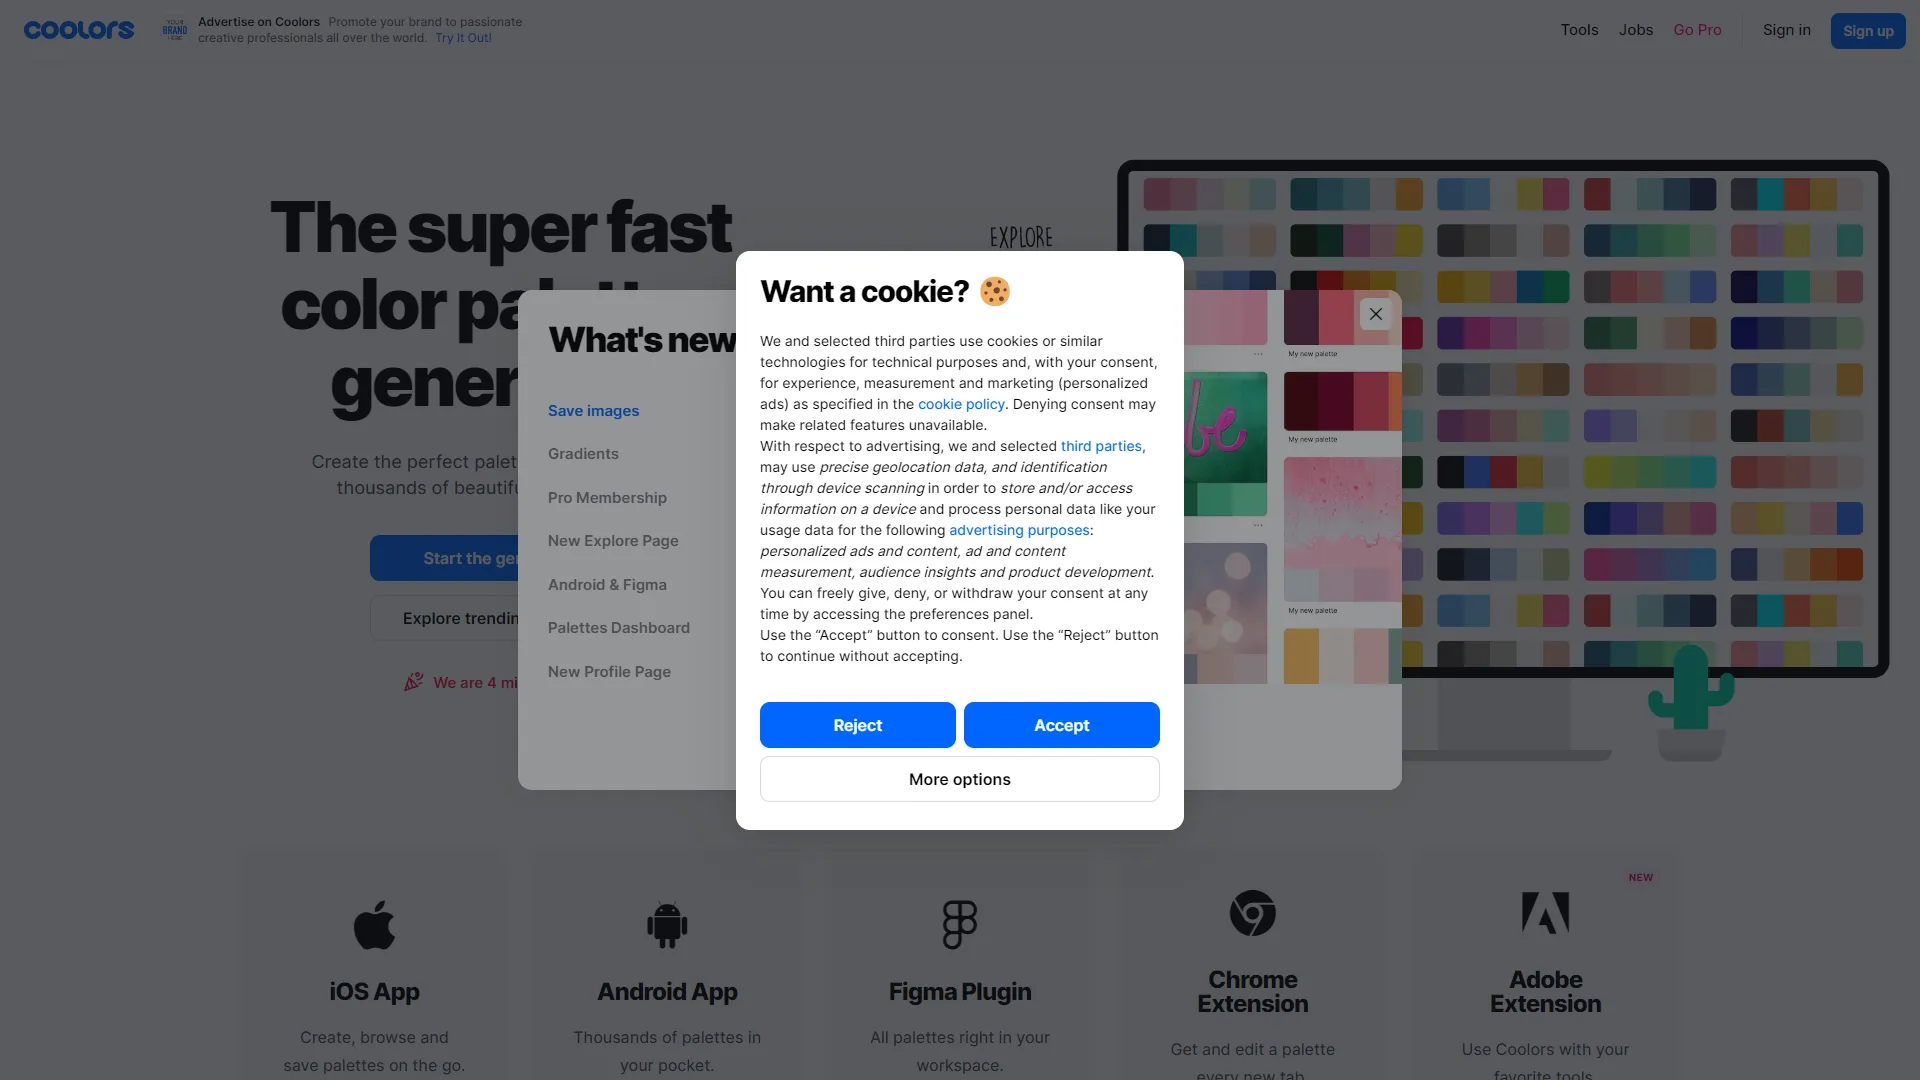 coolors
YOUR
BRAND
HERE
Advertise on Coolors Promote your brand to passionate
creative professionals all over the world. Try It Out!
Tools
Jobs
Go Pro
Sign in
Sign up
The super fast
color pa
gener
Create the perfect palet
thousands of beautifu
Start the ge
Explore trendin
We are 4 mi
EXPLORE
What's new
Save images
Gradients
Pro Membership
New Explore Page
Android & Figma
Palettes Dashboard
New Profile Page
Want a cookie?
We and selected third parties use cookies or similar
technologies for technical purposes and, with your consent,
for experience, measurement and marketing (personalized
ads) as specified in the cookie policy. Denying consent may
make related features unavailable.
With respect to advertising, we and selected third parties,
may use precise geolocation data, and identification
through device scanning in order to store and/or access
information on a device and process personal data like your
usage data for the following advertising purposes:
personalized ads and content, ad and content
measurement, audience insights and product development.
You can freely give, deny, or withdraw your consent at any
time by accessing the preferences panel.
Use the “Accept” button to consent. Use the “Reject” button
to continue without accepting.
Reject
Accept
More options
My new palette
My new palette
My new palette
iOS App
Create, browse and
save palettes on the go.
Android App
Thousands of palettes in
your pocket.
Figma Plugin
All palettes right in your
workspace.
Chrome
Extension
Get and edit a palette
every new tab.
NEW
Adobe
Extension
Use Coolors with your
favorite tools.